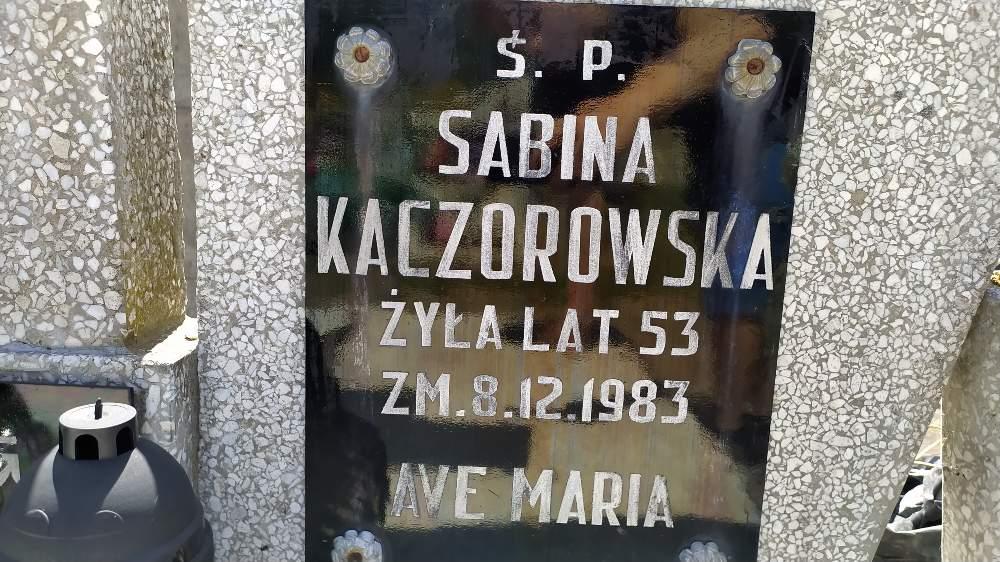 Ś. P.
SABINA
KACZOROWSKA
ŻYŁA LAT 53
ZM. 8.12.1983
AVE MARIA